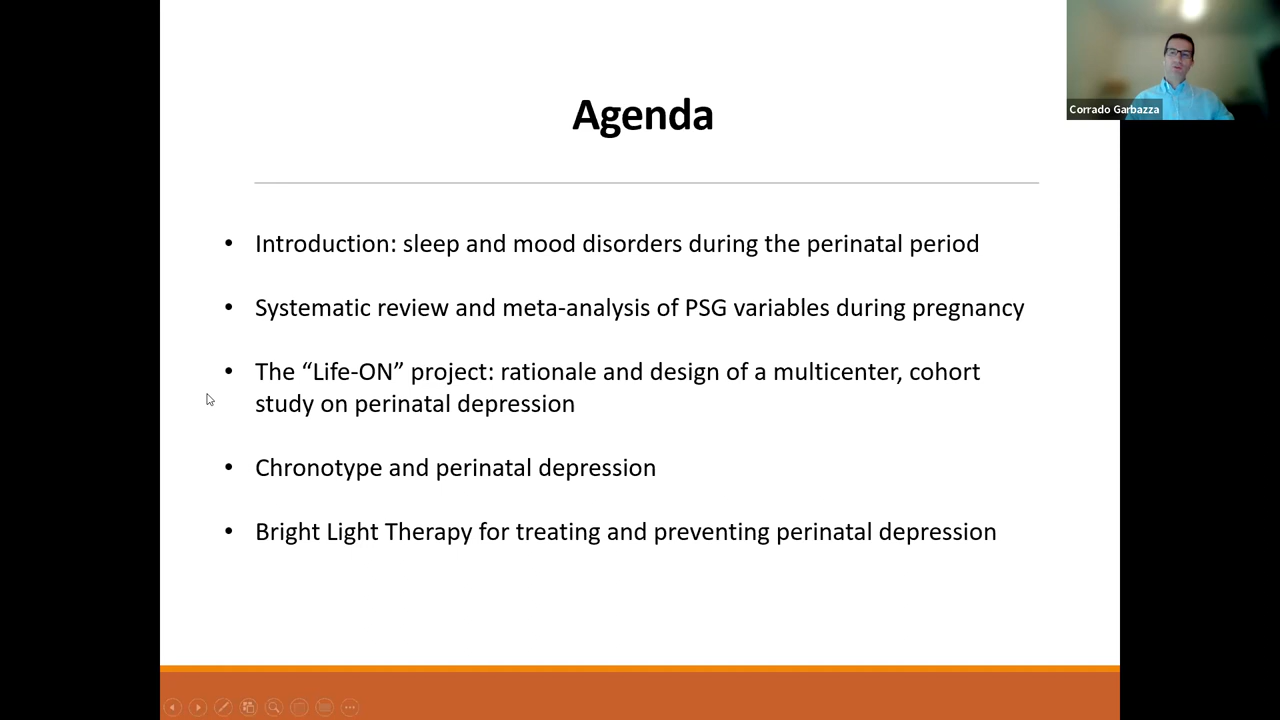 Corrado Garbazza
Agenda
• Introduction: sleep and mood disorders during the perinatal period
• Systematic review and meta-analysis of PSG variables during pregnancy
• The “Life-ON” project: rationale and design of a multicenter, cohort
study on perinatal depression
• Chronotype and perinatal depression
• Bright Light Therapy for treating and preventing perinatal depression